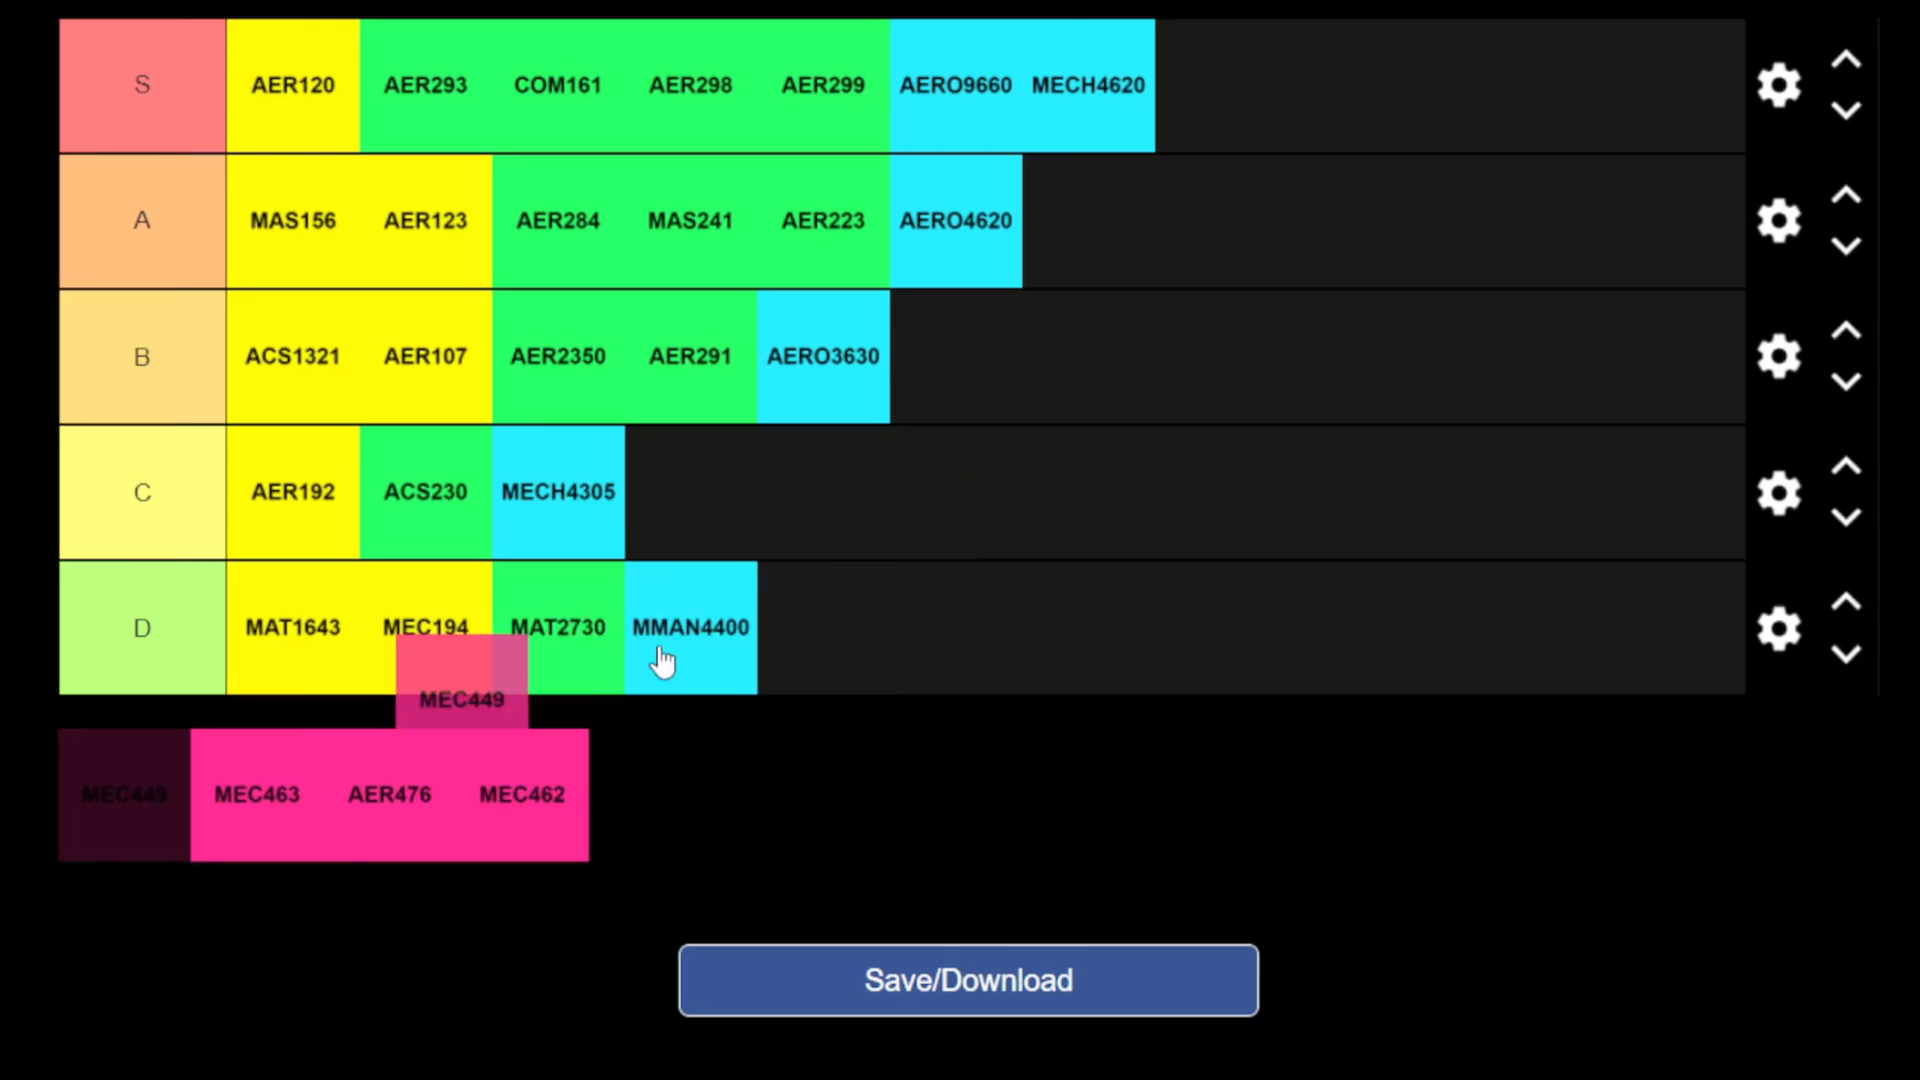 S AER120 AER293 COM161 AER298 AER299 AERO9660 MECH4620
A MAS156 AER123 AER284 MAS241 AER223 AERO4620
B ACS1321 AER107 AER2350 AER291 AERO3630
C AER192 ACS230 MECH4305
D MAT1643 MEC194 MAT2730 MMAN4400
MEC449
MEC449 MEC463 AER476 MEC462
Save/Download